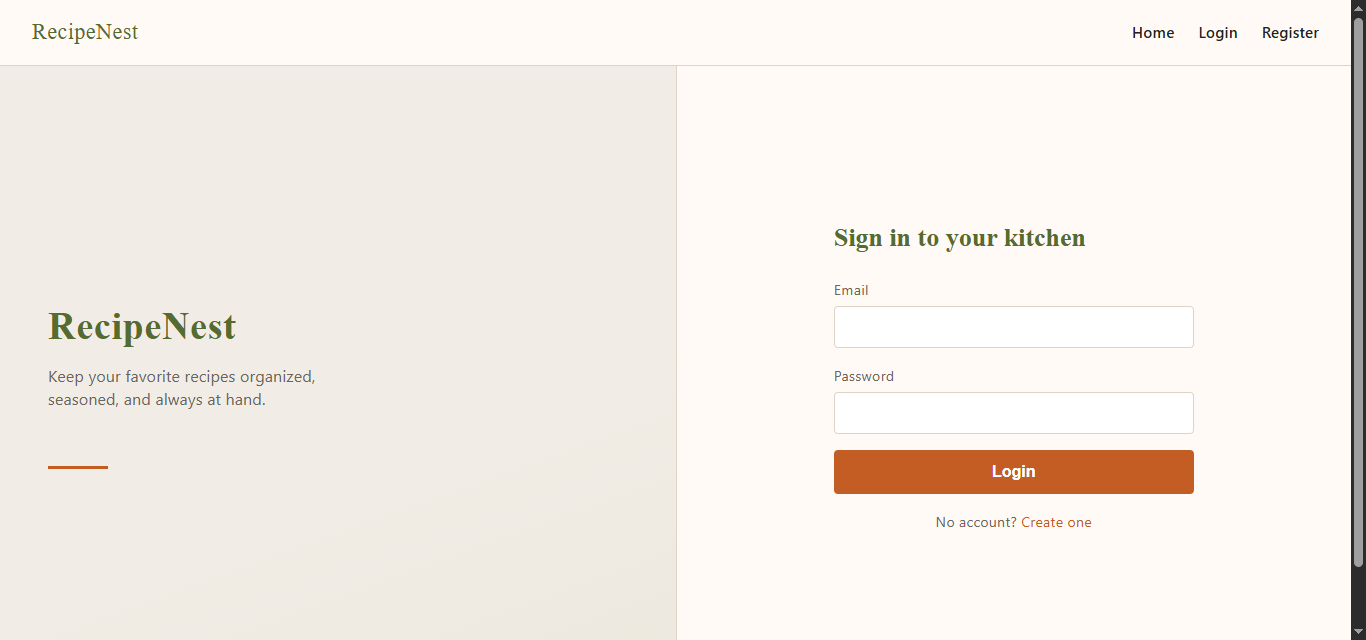 RecipeNest
Home Login Register
RecipeNest
Keep your favorite recipes organized,
seasoned, and always at hand.
Sign in to your kitchen
Email
Password
Login
No account? Create one